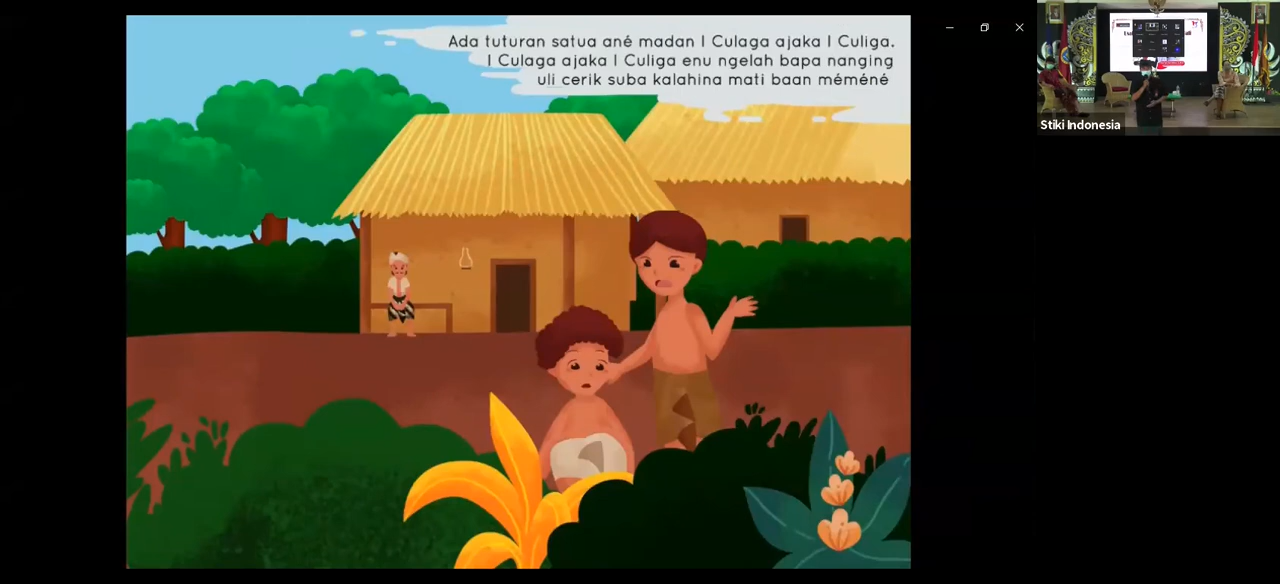 Ada tuturan satua ané madan I Culaga ajaka I Culiga.
I Culaga ajaka I Culiga enu ngelah bapa nanging
uli cerik suba kalahina mati baan méméné
Stiki Indonesia